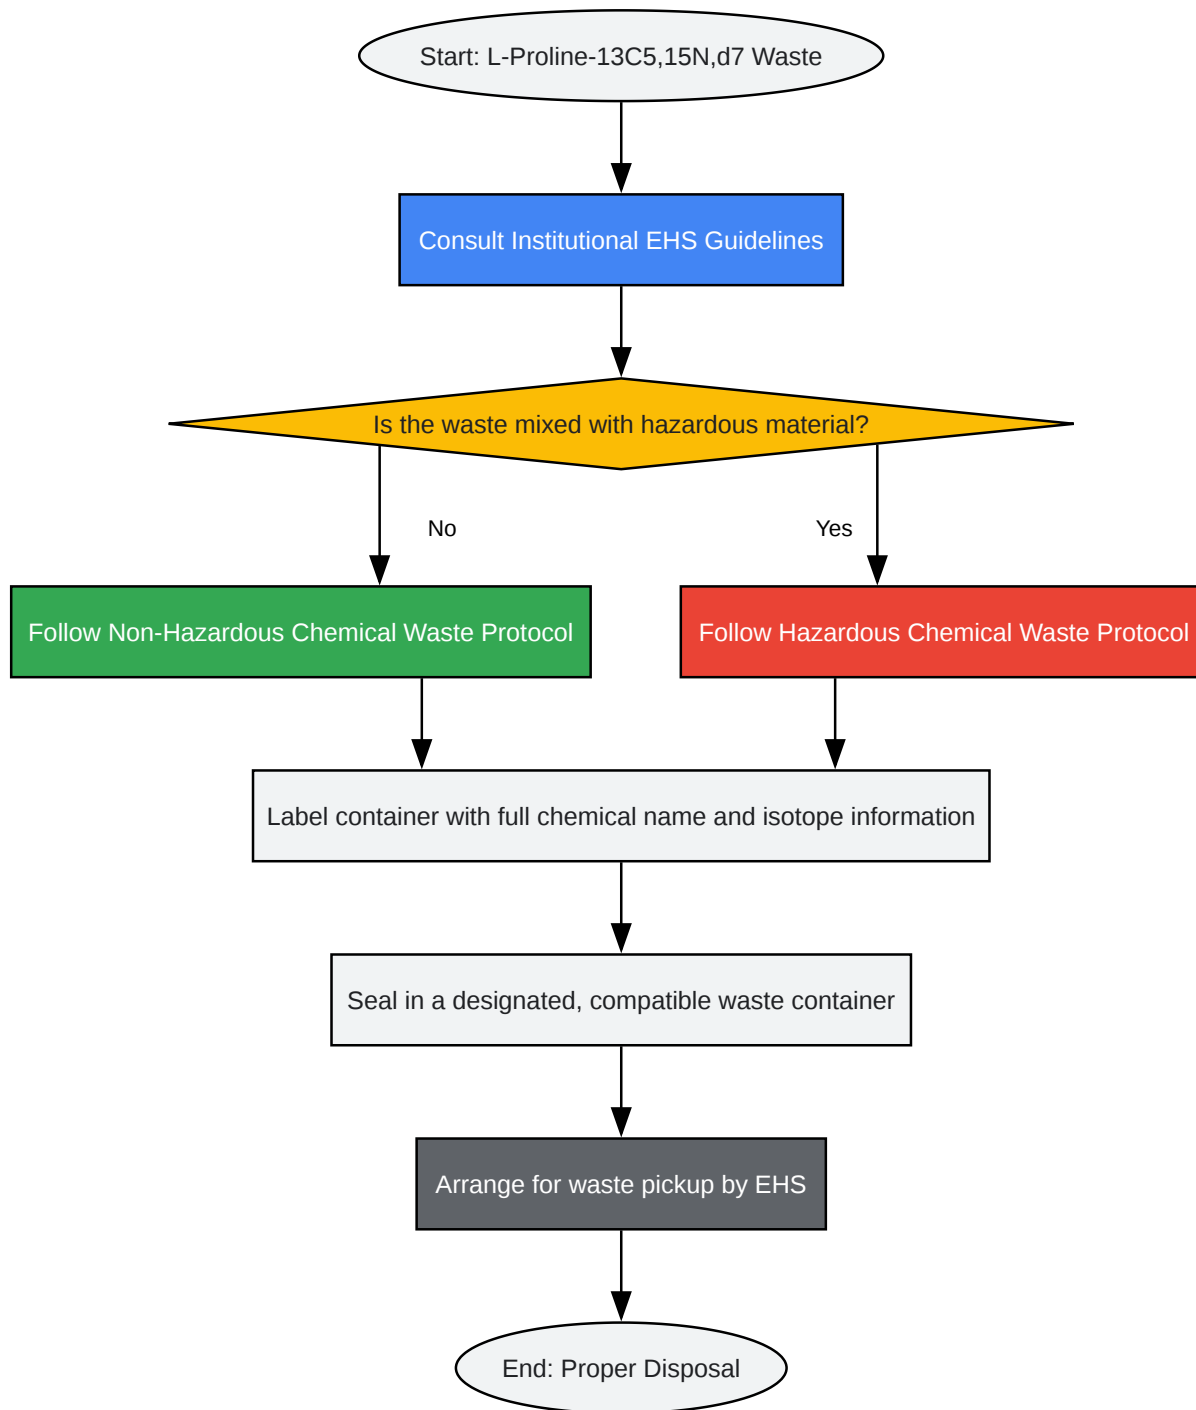 Start: L-Proline-13C5,15N,d7 Waste
Consult Institutional EHS Guidelines
Is the waste mixed with hazardous material?
No
Yes
Follow Non-Hazardous Chemical Waste Protocol
Follow Hazardous Chemical Waste Protocol
Label container with full chemical name and isotope information
Seal in a designated, compatible waste container
Arrange for waste pickup by EHS
End: Proper Disposal